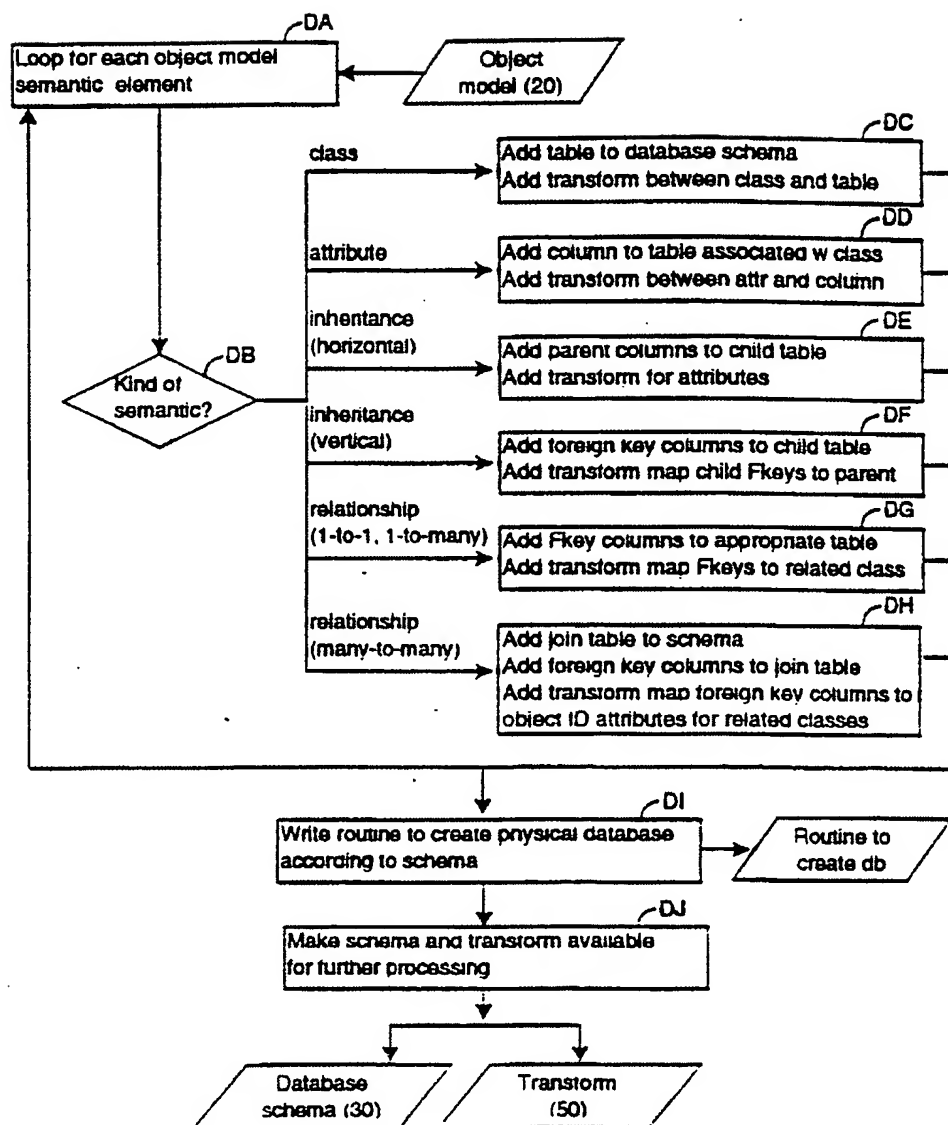 DA
Loop for each object model
semantic element
Object
model (20)
class
DC
Add table to database schema
Add transform between class and table
attribute
DD
Add column to table associated w class
Add transform between attr and column
inheritance
(horizontal)
DE
Add parent columns to child table
Add transform for attributes
DB
Kind of
semantic?
inheritance
(vertical)
DF
Add foreign key columns to child table
Add transform map child Fkeys to parent
relationship
(1-to-1, 1-to-many)
DG
Add Fkey columns to appropriate table
Add transform map Fkeys to related class
relationship
(many-to-many)
DH
Add join table to schema
Add foreign key columns to join table
Add transform map foreign key columns to
object ID attributes for related classes
DI
Write routine to create physical database
according to schema
Routine to
create db
DJ
Make schema and transform available
for further processing
Database
schema (30)
Transform
(50)